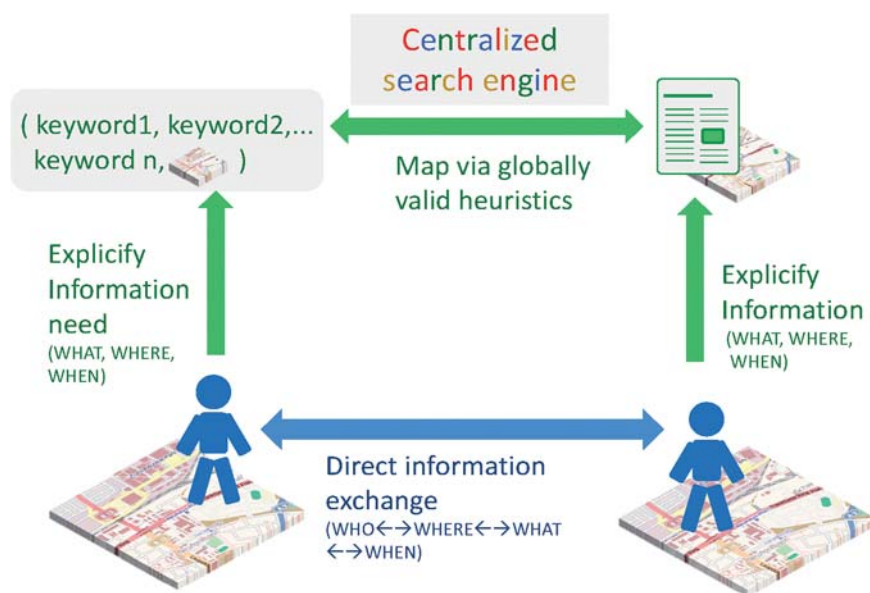 Centralized
search engine
( keyword1, keyword2,...
keyword n, )
Map via globally
valid heuristics
Explicify
Information
need
(WHAT, WHERE,
WHEN)
Explicify
Information
(WHAT, WHERE,
WHEN)
Direct information
exchange
(WHO←→WHERE←→WHAT
←→WHEN)